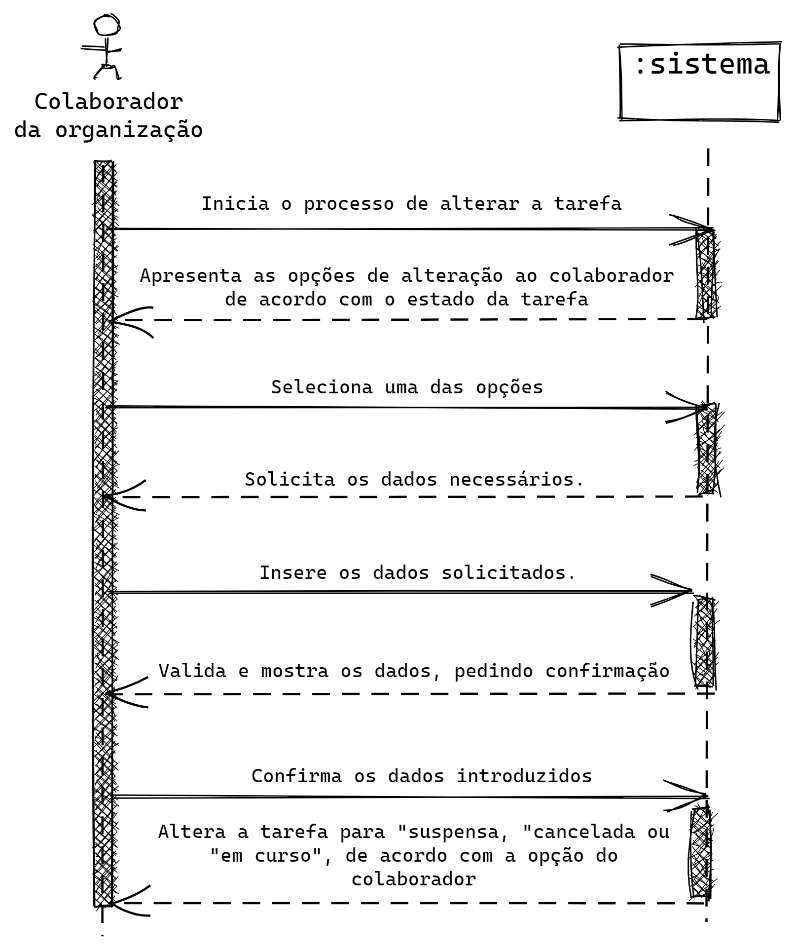 Colaborador
da organização
:sistema
Inicia o processo de alterar a tarefa
Apresenta as opções de alteração ao colaborador
de acordo com o estado da tarefa
Seleciona uma das opções
Solicita os dados necessários.
Insere os dados solicitados.
Valida e mostra os dados, pedindo confirmação
Confirma os dados introduzidos
Altera a tarefa para "suspensa, "cancelada ou
"em curso", de acordo com a opção do
colaborador